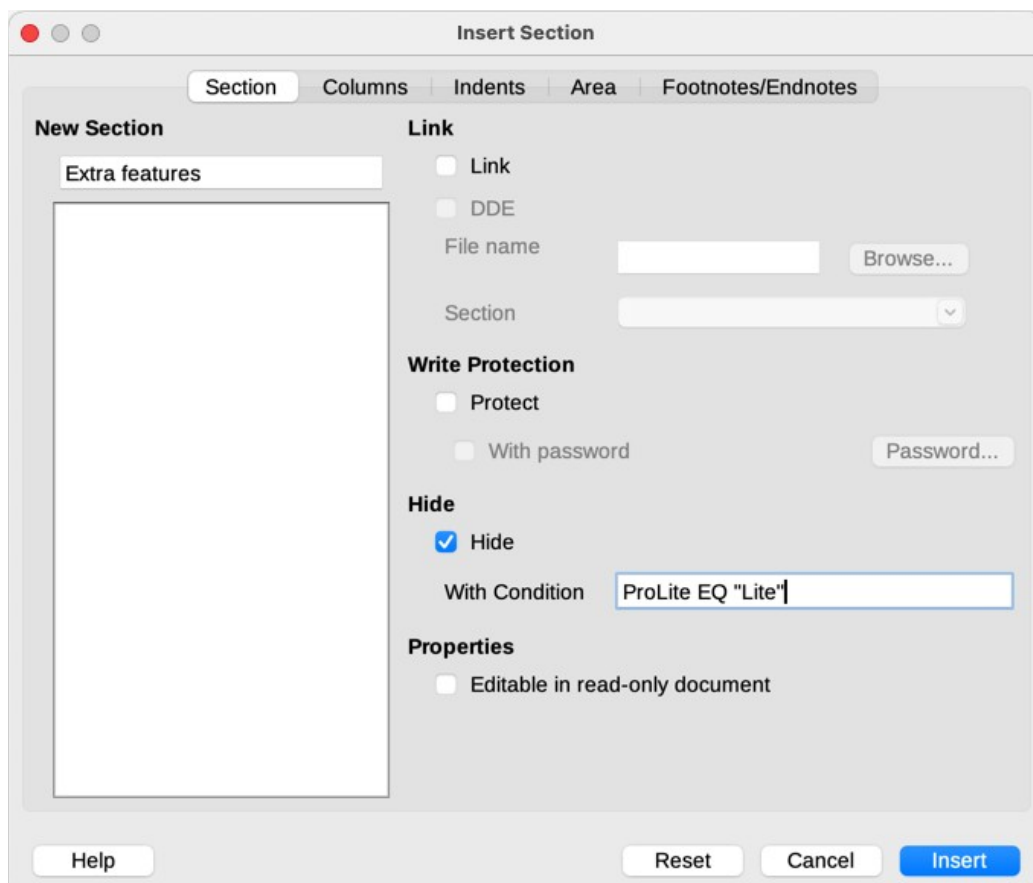 Insert Section
Section Columns Indents Area Footnotes/Endnotes
New Section
Extra features
Link
Link
DDE
File name
Browse...
Section
Write Protection
Protect
With password
Password...
Hide
Hide
With Condition
ProLite EQ "Lite"
Properties
Editable in read-only document
Help
Reset
Cancel
Insert